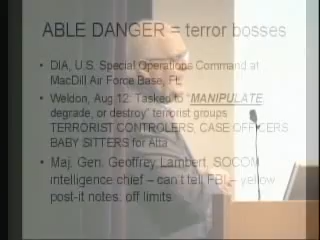 ABLE DANGER = terror bosses
• DIA, U.S. Special Operations Command at
MacDill Air Force Base, FL
• Weldon, Aug 12: Tasked to "MANIPULATE,
degrade, or destroy" terrorist groups
TERRORIST CONTROLERS, CASE OFFICERS,
BABY SITTERS for Atta
• Maj. Gen. Geoffrey Lambert, SOCOM
intelligence chief – can't tell FBI – yellow
post-it notes: off limits